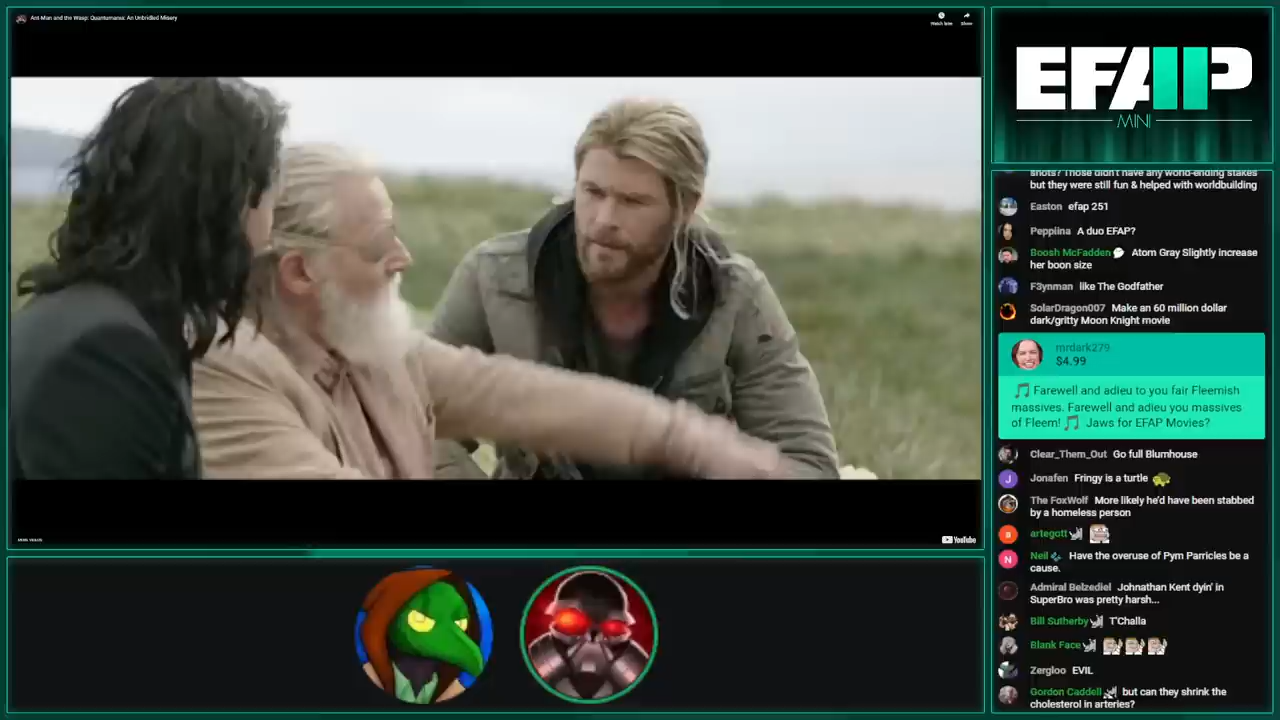 Ant-Man and the Wasp: Quantumania: An Unbridled Misery
Watch later
Share
MORE VIDEOS
YouTube
EFAP
MINI
shots? Those didn't have any world-ending stakes
but they were still fun & helped with worldbuilding
Easton efap 251
Peppiina A duo EFAP?
Boosh McFadden Atom Gray Slightly increase
her boon size
F3ynman like The Godfather
SolarDragon007 Make an 60 million dollar
dark/gritty Moon Knight movie
mrdark279
$4.99
🎵 Farewell and adieu to you fair Fleemish
massives. Farewell and adieu you massives
of Fleem! 🎵 Jaws for EFAP Movies?
Clear_Them_Out Go full Blumhouse
J
Jonafen Fringy is a turtle 🐢
The FoxWolf More likely he'd have been stabbed
by a homeless person
artegott
N
Neil Have the overuse of Pym Parricles be a
cause.
Admiral Belzediel Johnathan Kent dyin' in
SuperBro was pretty harsh...
Bill Sutherby T'Challa
Blank Face
Zergloo EVIL
Gordon Caddell but can they shrink the
cholesterol in arteries?